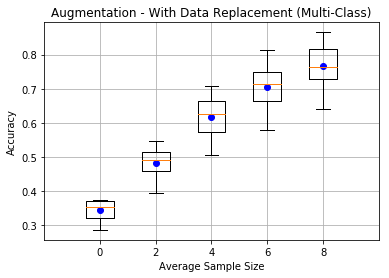 Augmentation - With Data Replacement (Multi-Class)
0.8
0.7
0.6
0.5
0.4
0.3
Accuracy
0 2 4 6 8
Average Sample Size